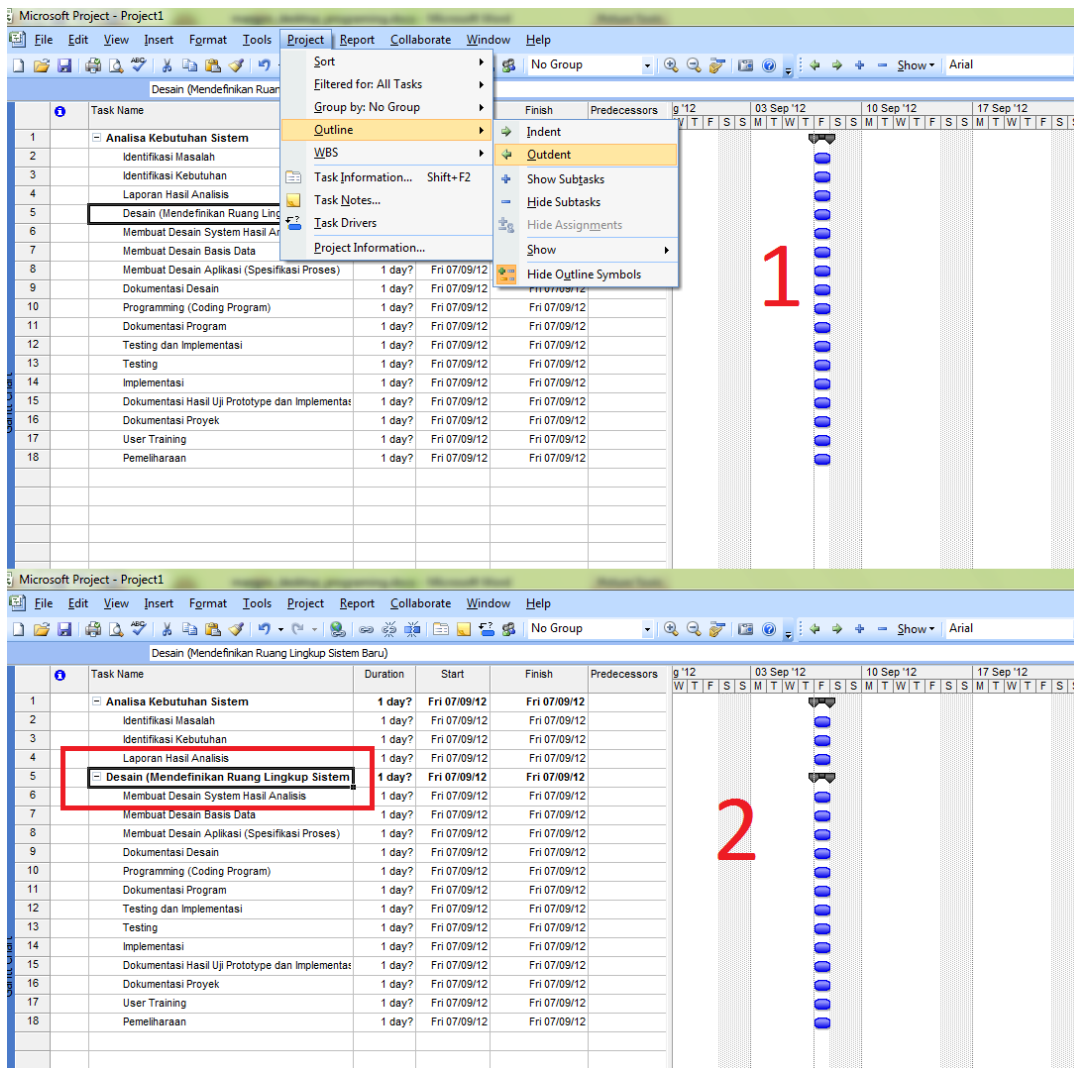 Microsoft Project - Project1
File Edit View Insert Format Tools Project Report Collaborate Window Help
No Group Show Arial
Desain (Mendefinikan Ruan
Sort
Filtered for: All Tasks
Group by: No Group
Outline
WBS
Task Information... Shift+F2
Task Notes...
Task Drivers
Project Information...
Indent
Outdent
Show Subtasks
Hide Subtasks
Hide Assignments
Show
Hide Outline Symbols
Task Name Finish Predecessors g '12 03 Sep '12 10 Sep '12 17 Sep '12
T F S S M T W T F S S M T W T F S S M T W T F S
1 Analisa Kebutuhan Sistem
2 Identifikasi Masalah
3 Identifikasi Kebutuhan
4 Laporan Hasil Analisis
5 Desain (Mendefinikan Ruang Ling
6 Membuat Desain System Hasil An
7 Membuat Desain Basis Data
8 Membuat Desain Aplikasi (Spesifikasi Proses) 1 day? Fri 07/09/12
9 Dokumentasi Desain 1 day? Fri 07/09/12 Fri 07/09/12
10 Programming (Coding Program) 1 day? Fri 07/09/12 Fri 07/09/12
11 Dokumentasi Program 1 day? Fri 07/09/12 Fri 07/09/12
12 Testing dan Implementasi 1 day? Fri 07/09/12 Fri 07/09/12
13 Testing 1 day? Fri 07/09/12 Fri 07/09/12
14 Implementasi 1 day? Fri 07/09/12 Fri 07/09/12
15 Dokumentasi Hasil Uji Prototype dan Implementas 1 day? Fri 07/09/12 Fri 07/09/12
16 Dokumentasi Proyek 1 day? Fri 07/09/12 Fri 07/09/12
17 User Training 1 day? Fri 07/09/12 Fri 07/09/12
18 Pemeliharaan 1 day? Fri 07/09/12 Fri 07/09/12
1
Microsoft Project - Project1
File Edit View Insert Format Tools Project Report Collaborate Window Help
No Group Show Arial
Desain (Mendefinikan Ruang Lingkup Sistem Baru)
Task Name Duration Start Finish Predecessors g '12 03 Sep '12 10 Sep '12 17 Sep '12
W T F S S M T W T F S S M T W T F S S M T W T F S
1 Analisa Kebutuhan Sistem 1 day? Fri 07/09/12 Fri 07/09/12
2 Identifikasi Masalah 1 day? Fri 07/09/12 Fri 07/09/12
3 Identifikasi Kebutuhan 1 day? Fri 07/09/12 Fri 07/09/12
4 Laporan Hasil Analisis 1 day? Fri 07/09/12 Fri 07/09/12
5 Desain (Mendefinikan Ruang Lingkup Sistem 1 day? Fri 07/09/12 Fri 07/09/12
6 Membuat Desain System Hasil Analisis 1 day? Fri 07/09/12 Fri 07/09/12
7 Membuat Desain Basis Data 1 day? Fri 07/09/12 Fri 07/09/12
8 Membuat Desain Aplikasi (Spesifikasi Proses) 1 day? Fri 07/09/12 Fri 07/09/12
9 Dokumentasi Desain 1 day? Fri 07/09/12 Fri 07/09/12
10 Programming (Coding Program) 1 day? Fri 07/09/12 Fri 07/09/12
11 Dokumentasi Program 1 day? Fri 07/09/12 Fri 07/09/12
12 Testing dan Implementasi 1 day? Fri 07/09/12 Fri 07/09/12
13 Testing 1 day? Fri 07/09/12 Fri 07/09/12
14 Implementasi 1 day? Fri 07/09/12 Fri 07/09/12
15 Dokumentasi Hasil Uji Prototype dan Implementas 1 day? Fri 07/09/12 Fri 07/09/12
16 Dokumentasi Proyek 1 day? Fri 07/09/12 Fri 07/09/12
17 User Training 1 day? Fri 07/09/12 Fri 07/09/12
18 Pemeliharaan 1 day? Fri 07/09/12 Fri 07/09/12
2